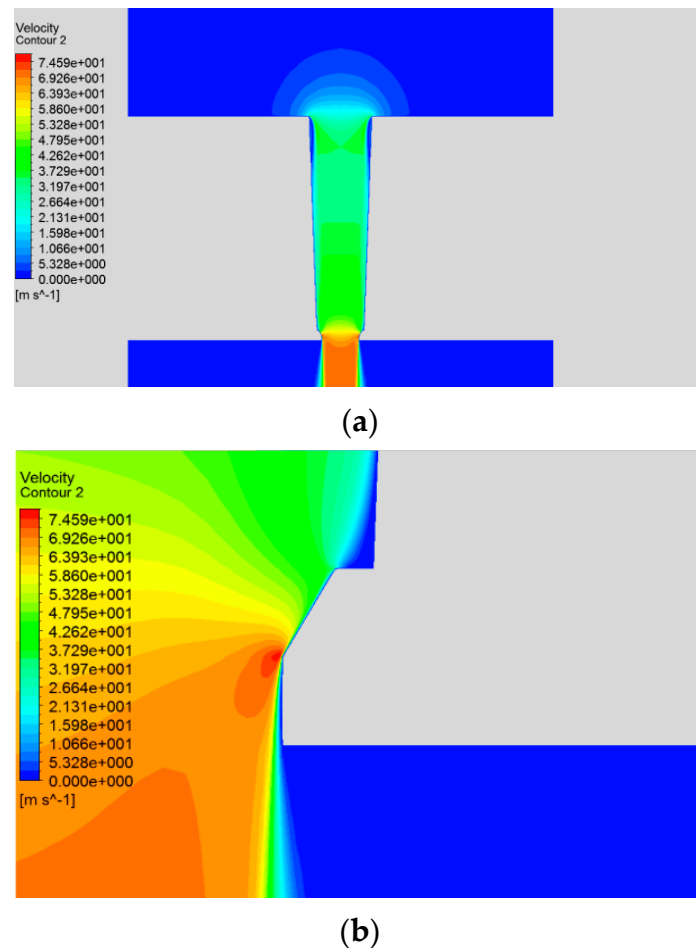 Velocity
Contour 2
7.459e+001
6.926e+001
6.393e+001
5.860e+001
5.328e+001
4.795e+001
4.262e+001
3.729e+001
3.197e+001
2.664e+001
2.131e+001
1.598e+001
1.066e+001
5.328e+000
0.000e+000
[m s^-1]
(a)
Velocity
Contour 2
7.459e+001
6.926e+001
6.393e+001
5.860e+001
5.328e+001
4.795e+001
4.262e+001
3.729e+001
3.197e+001
2.664e+001
2.131e+001
1.598e+001
1.066e+001
5.328e+000
0.000e+000
[m s^-1]
(b)